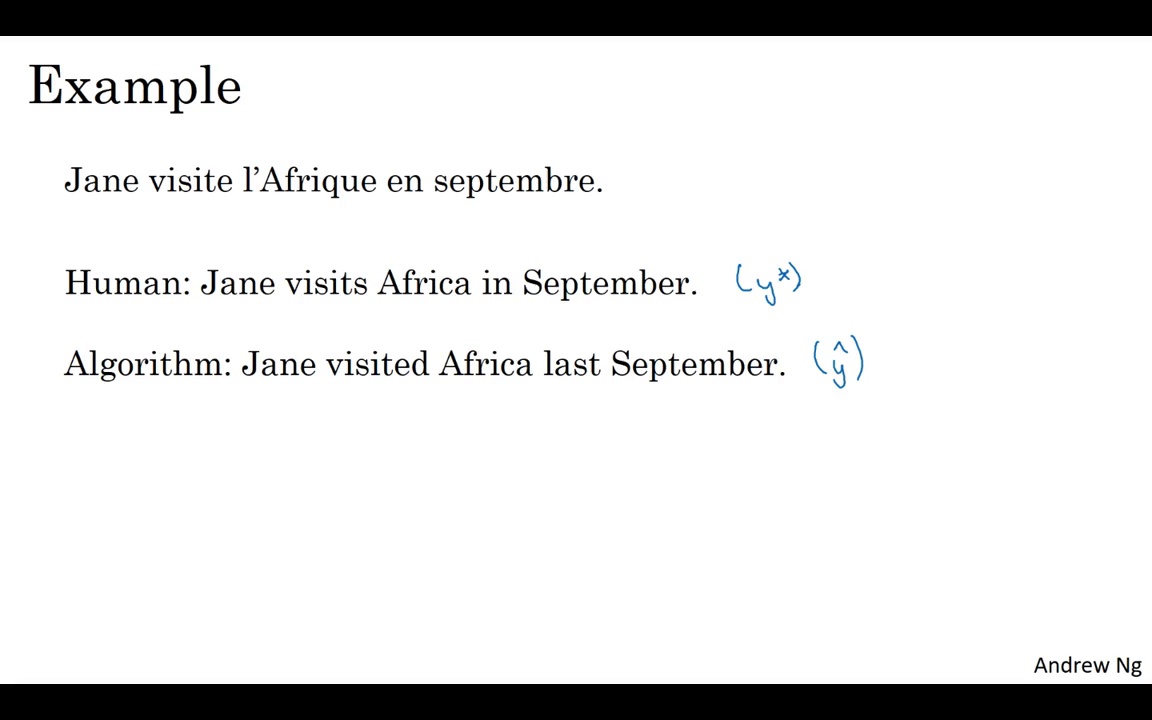 Example
Jane visite l’Afrique en septembre.
Human: Jane visits Africa in September. (y*)
Algorithm: Jane visited Africa last September. (ŷ)
Andrew Ng